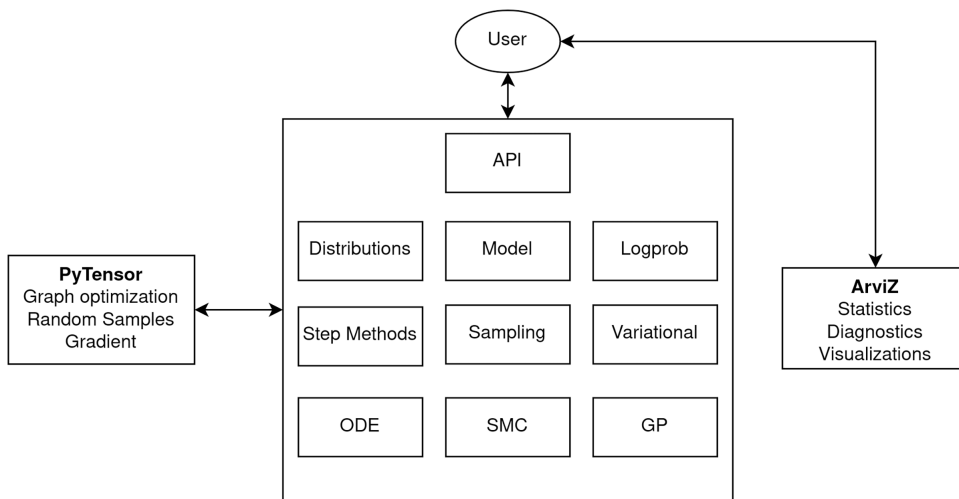 User
API
Distributions
Model
Logprob
PyTensor
Graph optimization
Random Samples
Gradient
ArviZ
Statistics
Diagnostics
Visualizations
Step Methods
Sampling
Variational
ODE
SMC
GP